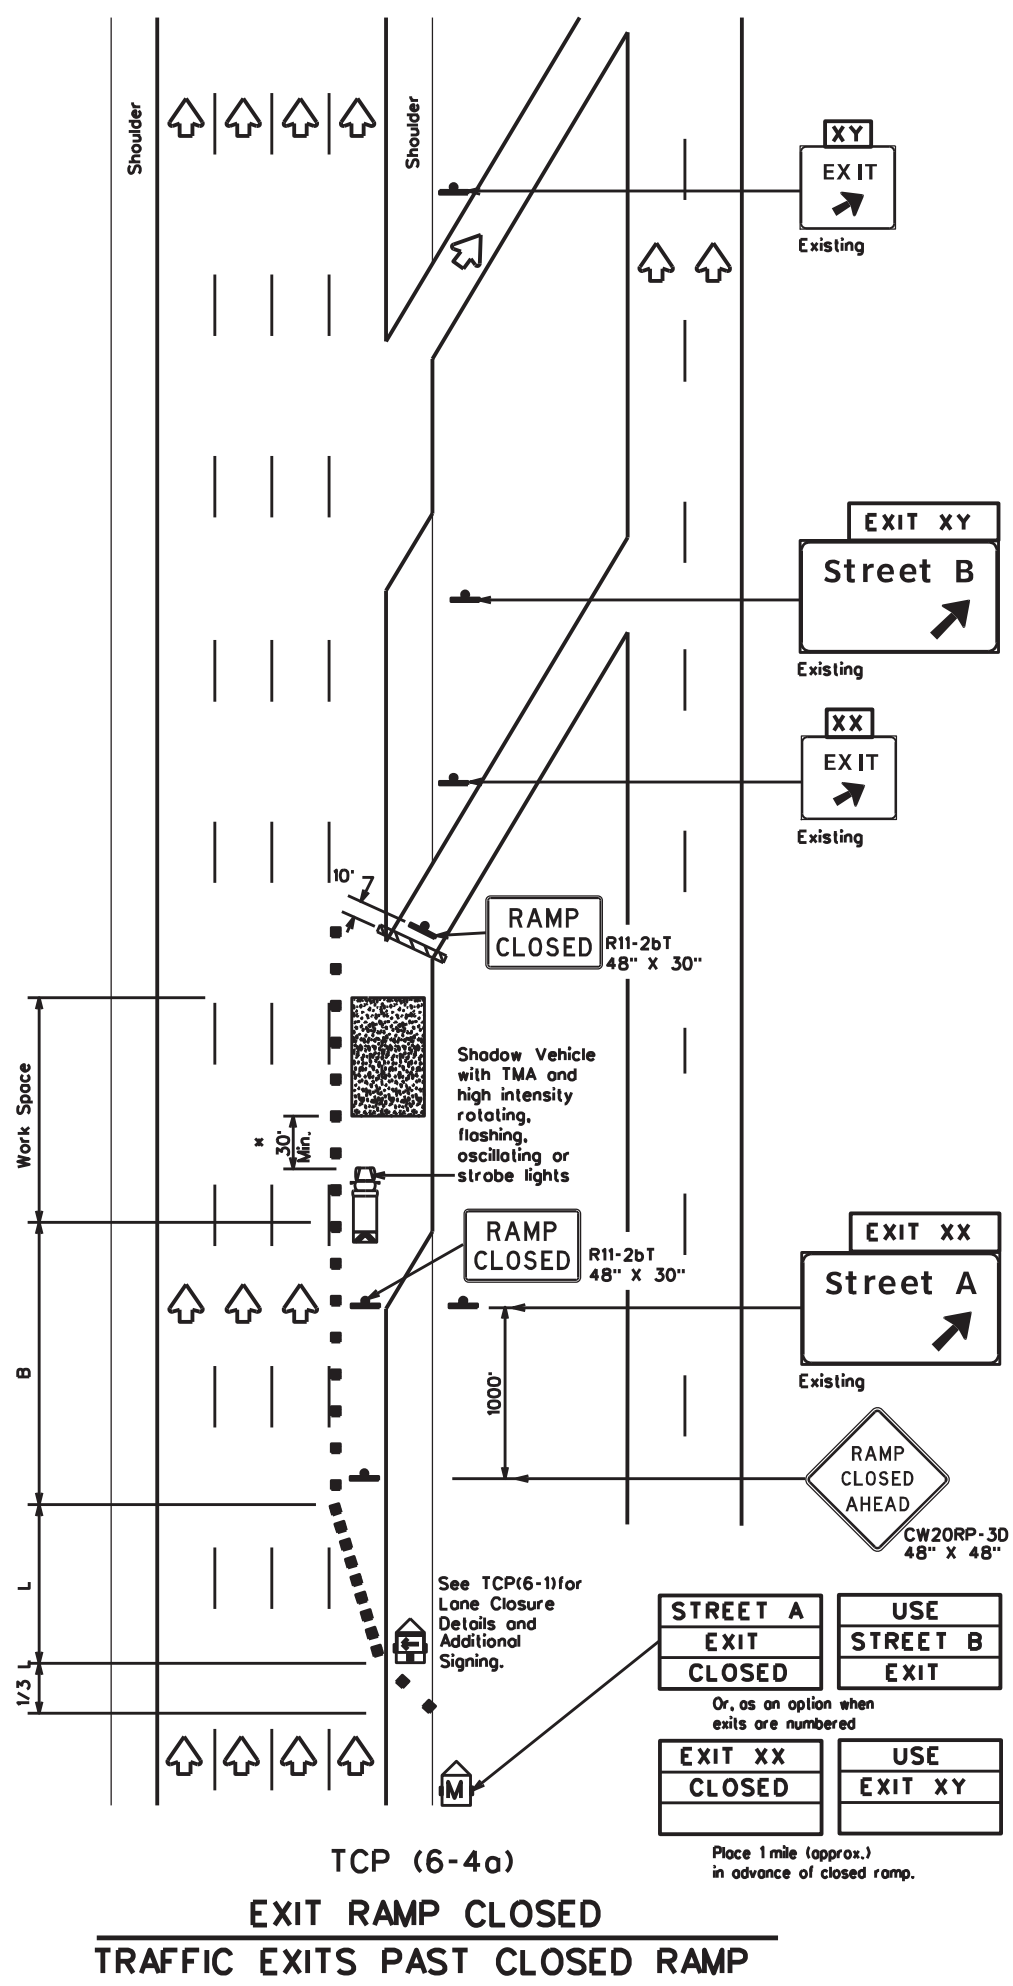 Shoulder
Shoulder
XY
EXIT
Existing
EXIT XY
Street B
Existing
XX
EXIT
Existing
10'
RAMP
CLOSED
R11-2bT
48" X 30"
Work Space
*
30'
Min.
Shadow Vehicle
with TMA and
high intensity
rotating,
flashing,
oscillating or
strobe lights
RAMP
CLOSED
R11-2bT
48" X 30"
EXIT XX
Street A
Existing
B
1000'
RAMP
CLOSED
AHEAD
CW20RP-3D
48" X 48"
L
See TCP(6-1)for
Lane Closure
Details and
Additional
Signing.
1/3 L
STREET A
EXIT
CLOSED
USE
STREET B
EXIT
Or, as an option when
exits are numbered
EXIT XX
CLOSED
USE
EXIT XY
M
Place 1 mile (approx.)
in advance of closed ramp.
TCP (6-4a)
EXIT RAMP CLOSED
TRAFFIC EXITS PAST CLOSED RAMP